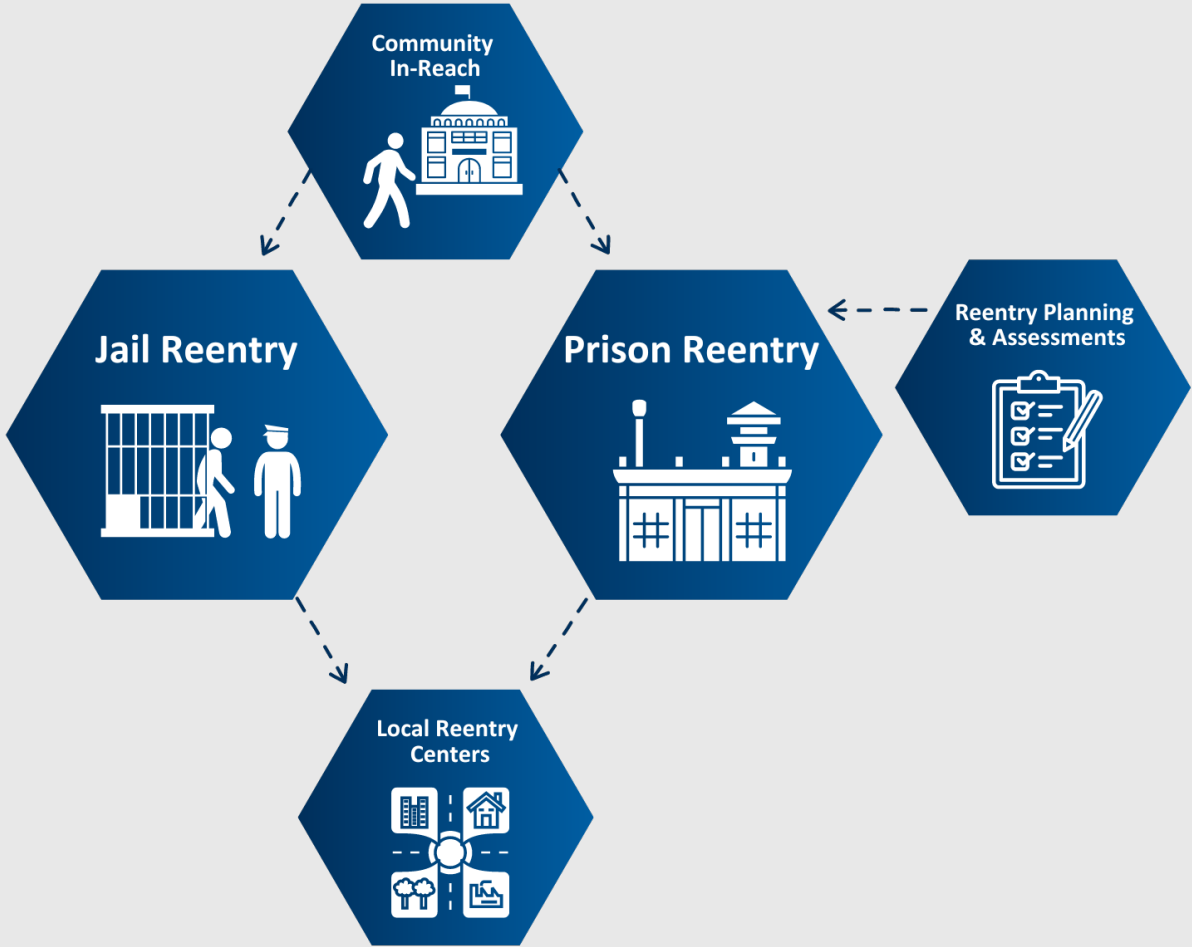 Community
In-Reach
Jail Reentry
Prison Reentry
Reentry Planning
& Assessments
Local Reentry
Centers